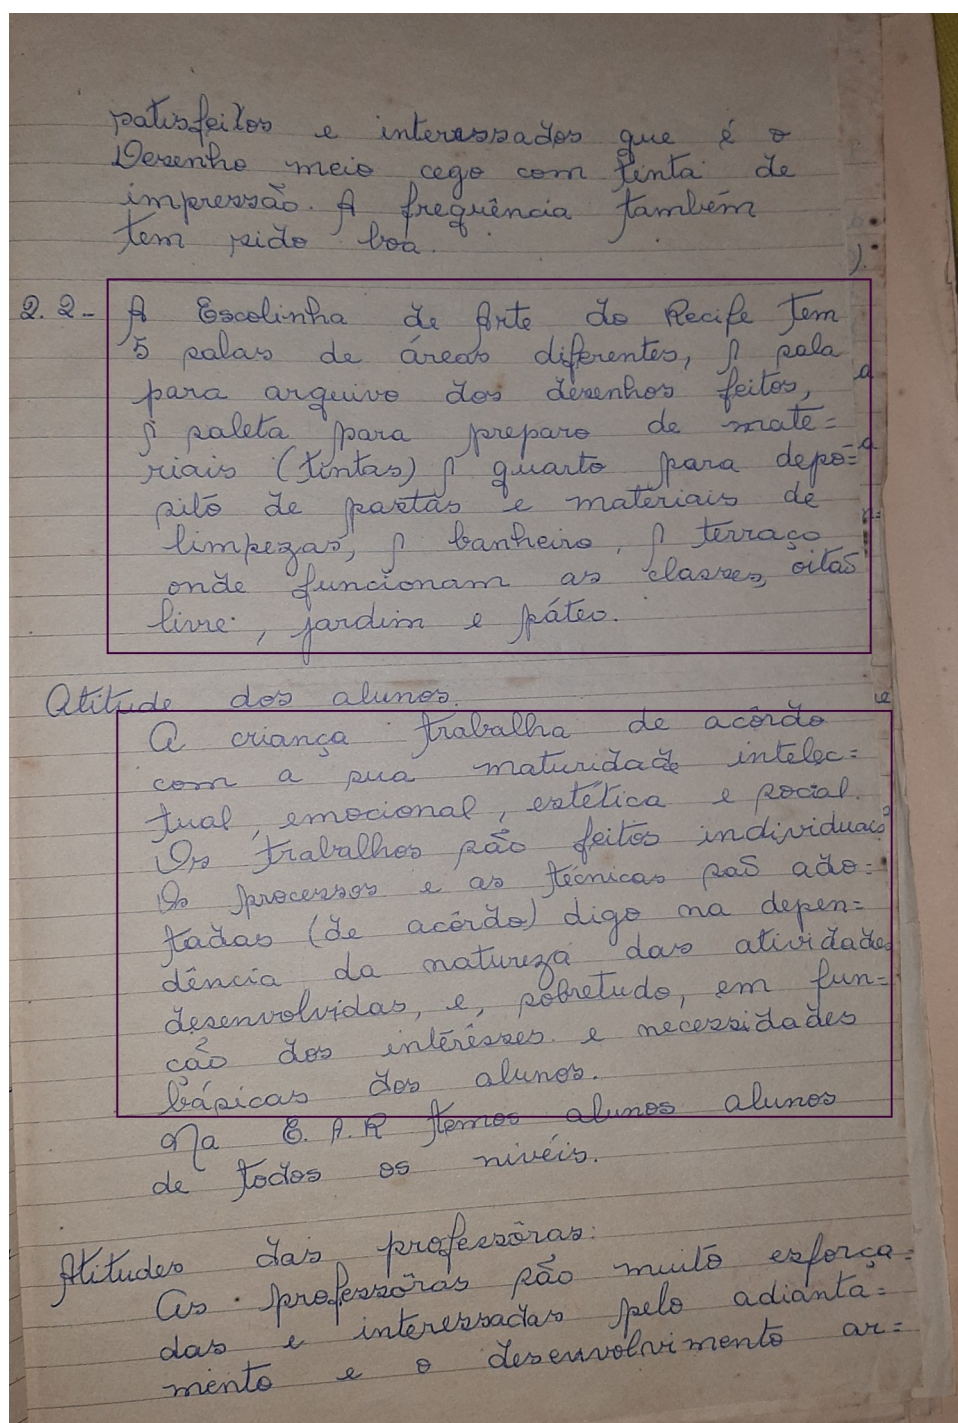 satisfeitos e interessados que é o
Desenho meio cego com tinta de
impressão. A frequência também
tem sido boa.
2.2- A Escolinha de Arte do Recife tem
5 salas de áreas diferentes, 1 sala
para arquivo dos desenhos feitos,
1 saleta para preparo de mate=
riais (tintas) 1 quarto para depó=
sito de pastas e materiais de
limpezas, 1 banheiro, 1 terraço
onde funcionam as classes, oitão
livre, jardim e páteo.
Atitude dos alunos.
A criança trabalha de acôrdo
com a sua maturidade intelec=
tual, emocional, estética e social.
Os trabalhos são feitos individuais
Os processos e as técnicas são ado=
tadas (de acôrdo) digo na depen=
dência da natureza das atividades
desenvolvidas, e, sobretudo, em fun=
ção dos interêsses e necessidades
básicas dos alunos.
Na E.A.R temos alunos alunos
de todos os nivéis.
Atitudes das professôras:
As professôras são muito esforça=
das e interessadas pelo adianta=
mento e o desenvolvimento ar=